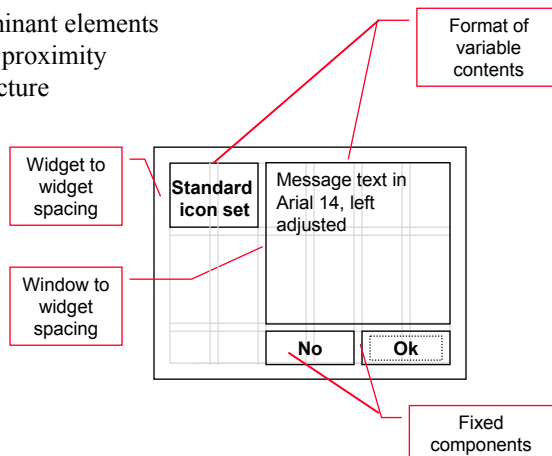 minant elements
proximity
cture
Format of
variable
contents
Widget to
widget
spacing
Standard
icon set
Message text in
Arial 14, left
adjusted
Window to
widget
spacing
No
Ok
Fixed
components